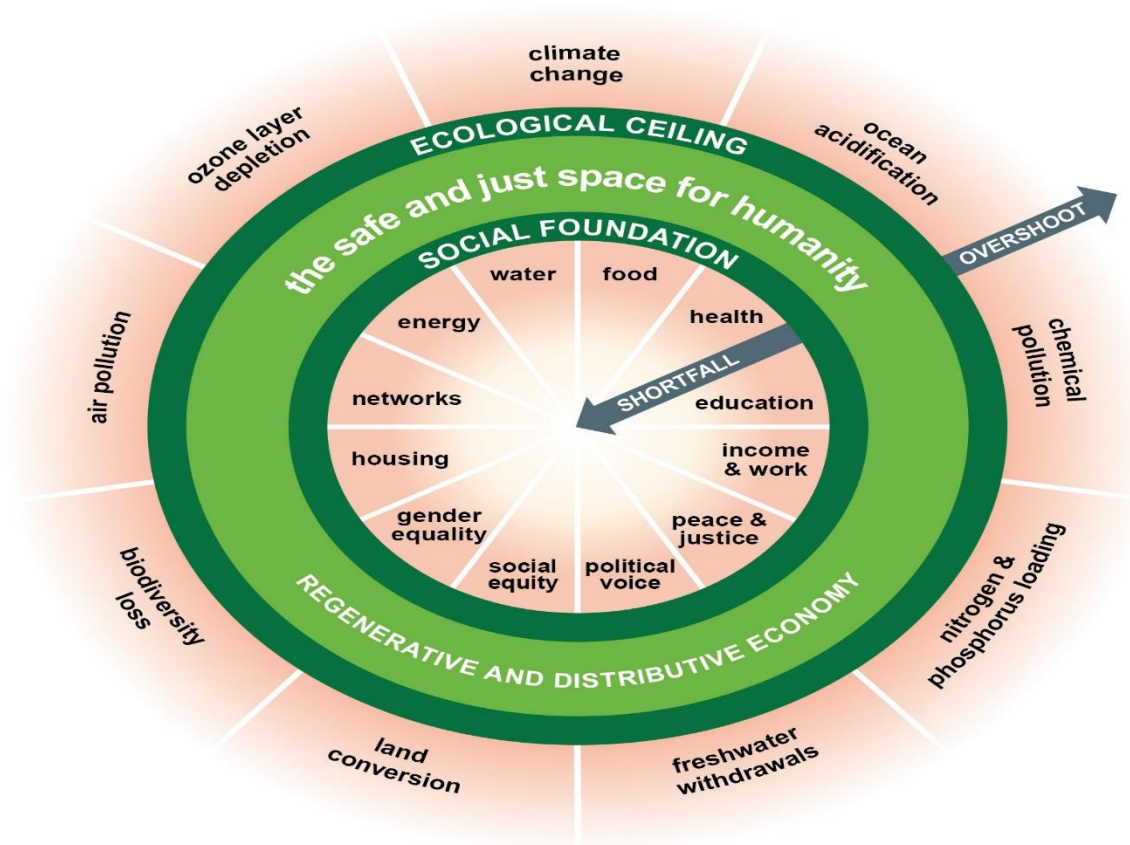 climate
change
ozone layer
depletion
ocean
acidification
ECOLOGICAL CEILING
the safe and just space for humanity
OVERSHOOT
SOCIAL FOUNDATION
water
food
energy
health
air pollution
chemical
pollution
SHORTFALL
networks
education
housing
income
& work
gender
equality
peace &
justice
social
equity
political
voice
biodiversity
loss
nitrogen &
phosphorus loading
REGENERATIVE AND DISTRIBUTIVE ECONOMY
land
conversion
freshwater
withdrawals